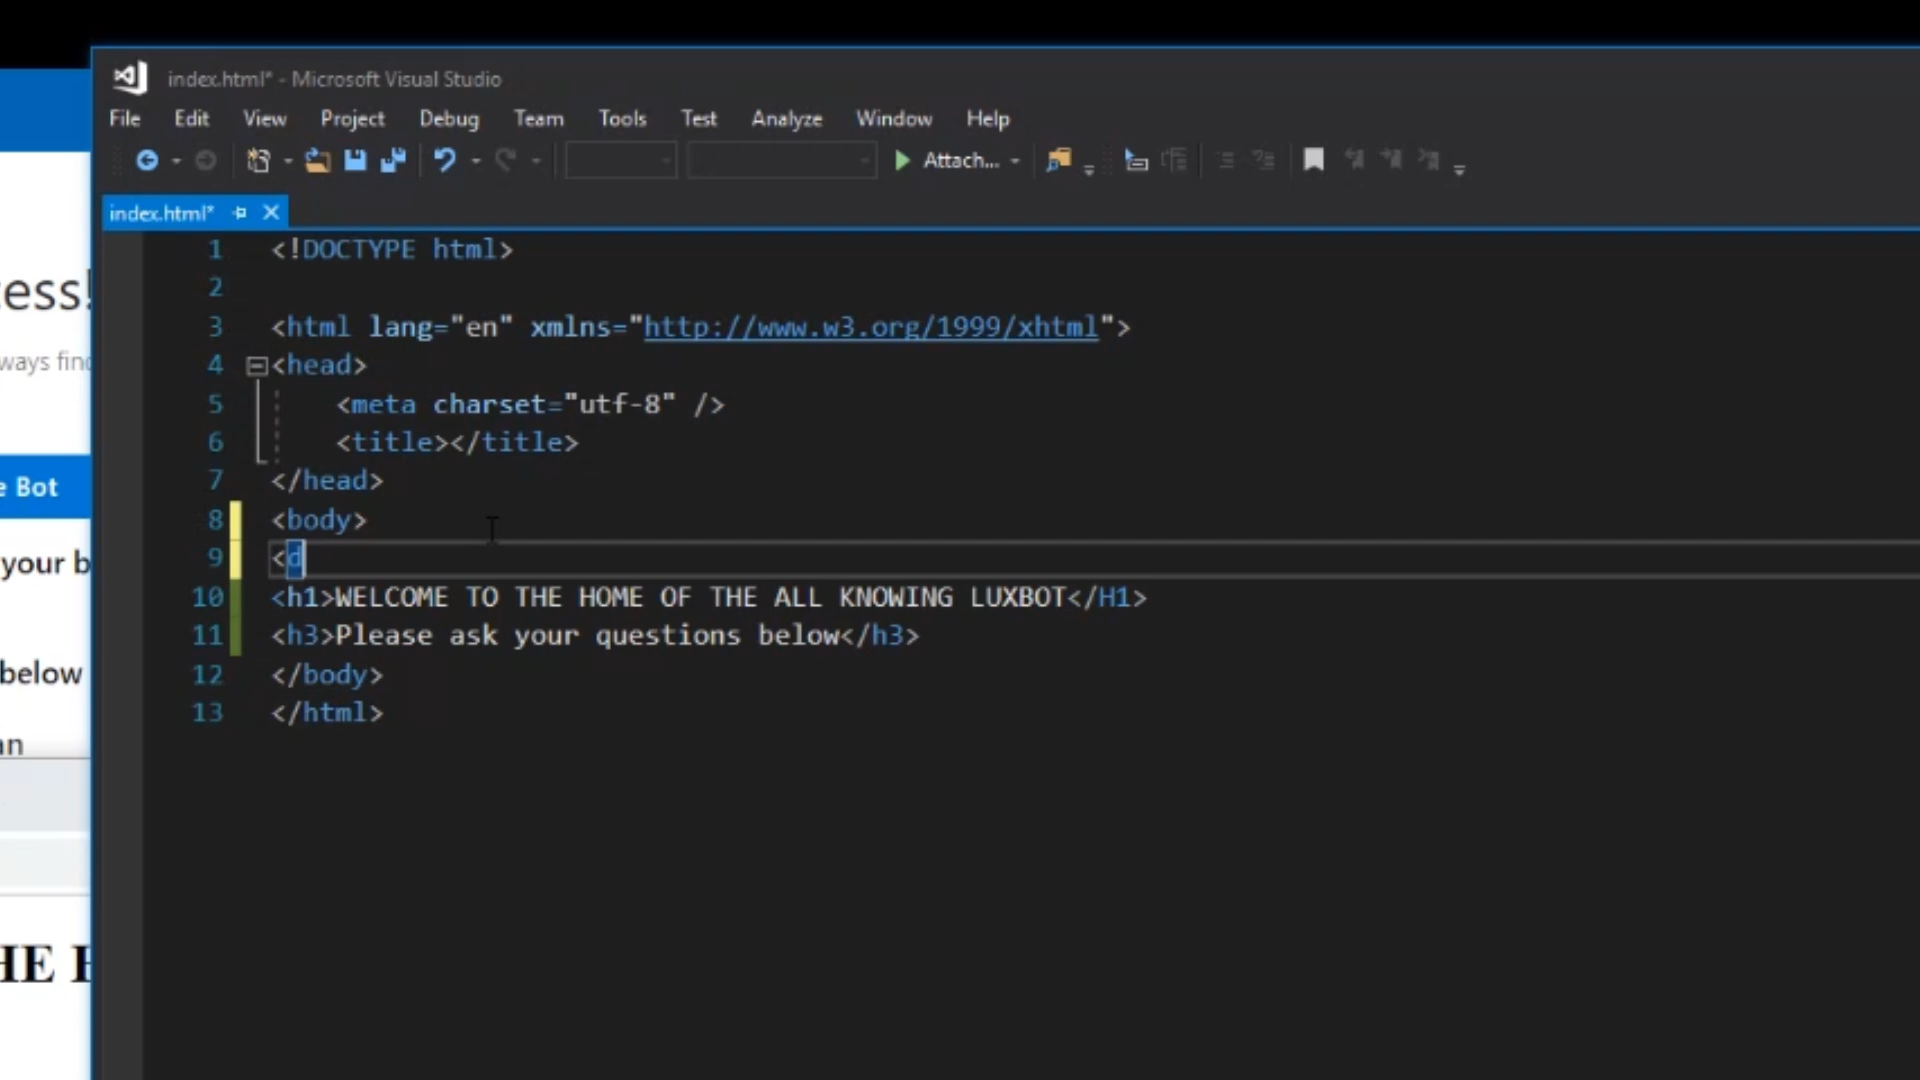 index.html* - Microsoft Visual Studio
File Edit View Project Debug Team Tools Test Analyze Window Help
Attach...
index.html*
1 <!DOCTYPE html>
2
3 <html lang="en" xmlns="http://www.w3.org/1999/xhtml">
4 <head>
5 <meta charset="utf-8" />
6 <title></title>
7 </head>
8 <body>
9 <d
10 <h1>WELCOME TO THE HOME OF THE ALL KNOWING LUXBOT</H1>
11 <h3>Please ask your questions below</h3>
12 </body>
13 </html>
ess!
ways find
e Bot
your b
below
an
HE